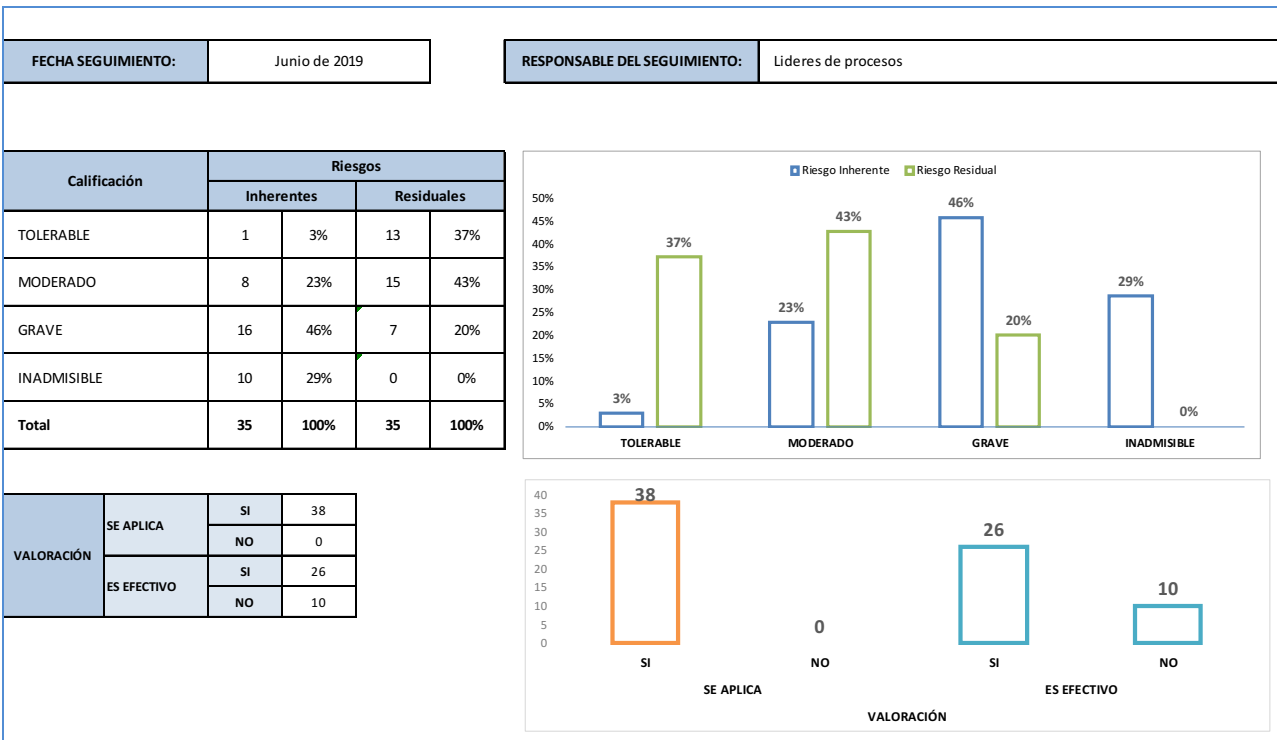 FECHA SEGUIMIENTO: Junio de 2019 RESPONSABLE DEL SEGUIMIENTO: Lideres de procesos
Calificación Riesgos
Inherentes Residuales
TOLERABLE 1 3% 13 37%
MODERADO 8 23% 15 43%
GRAVE 16 46% 7 20%
INADMISIBLE 10 29% 0 0%
Total 35 100% 35 100%
Riesgo Inherente Riesgo Residual
50%
45%
40%
35%
30%
25%
20%
15%
10%
5%
0%
3% 37% 23% 43% 46% 20% 29% 0%
TOLERABLE MODERADO GRAVE INADMISIBLE
VALORACIÓN
SE APLICA SI 38
NO 0
ES EFECTIVO SI 26
NO 10
40
35
30
25
20
15
10
5
0
38 0 26 10
SI NO SI NO
SE APLICA ES EFECTIVO
VALORACIÓN